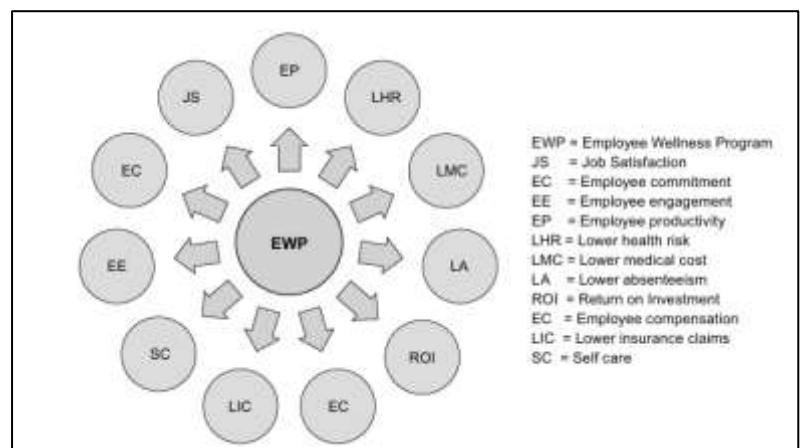 EP
JS
LHR
EC
LMC
EWP
EE
LA
SC
ROI
LIC
EC
EWP = Employee Wellness Program
JS = Job Satisfaction
EC = Employee commitment
EE = Employee engagement
EP = Employee productivity
LHR = Lower health risk
LMC = Lower medical cost
LA = Lower absenteeism
ROI = Return on Investment
EC = Employee compensation
LIC = Lower insurance claims
SC = Self care